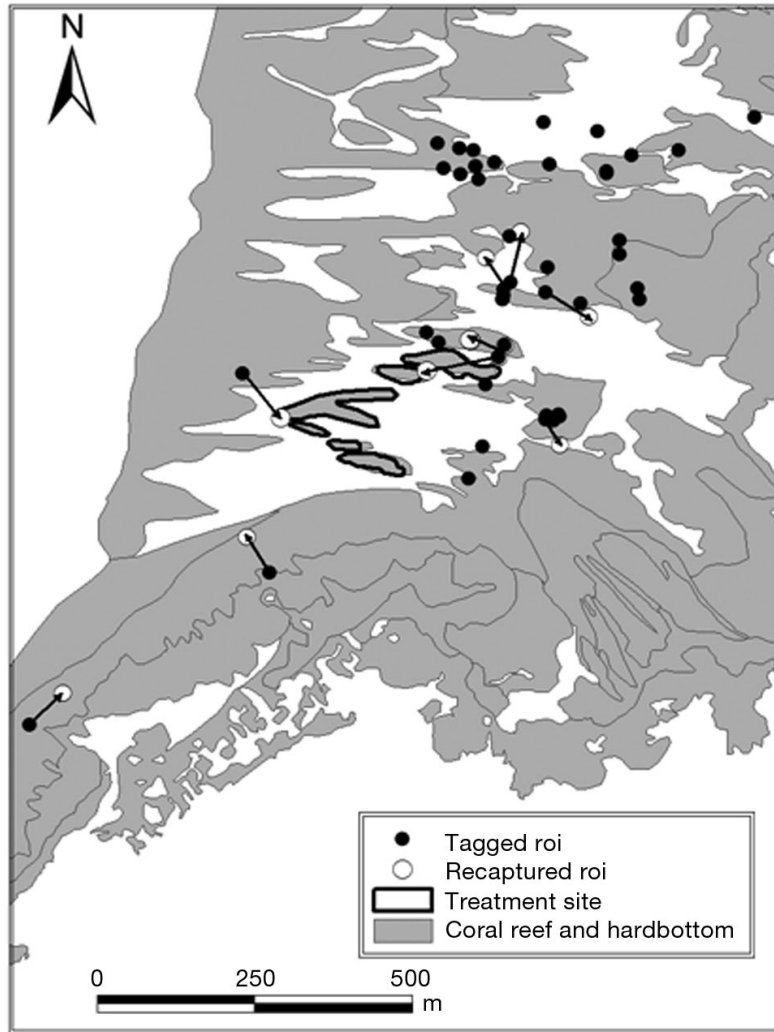 N
Tagged roi
Recaptured roi
Treatment site
Coral reef and hardbottom
0 250 500
m